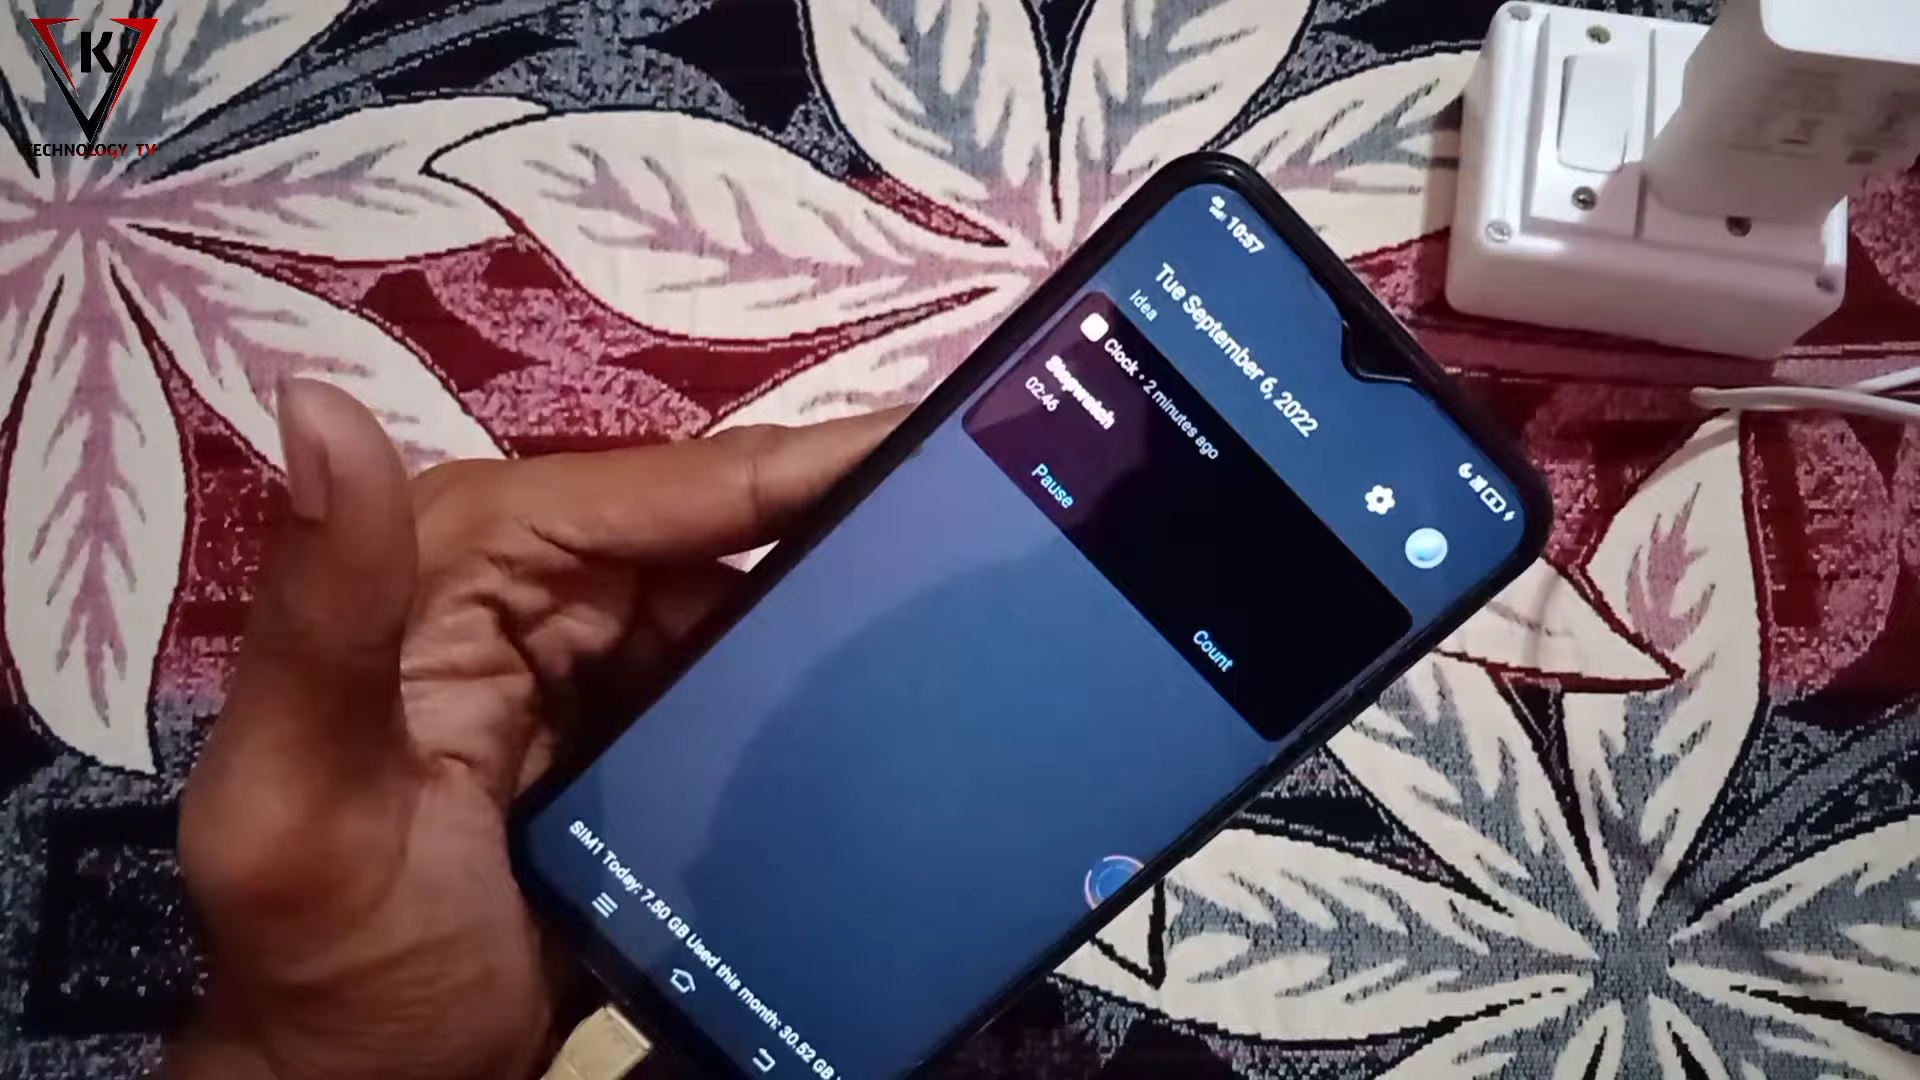 K
TECHNOLOGY TV
10:57
Tue September 6, 2022
Idea
Clock • 2 minutes ago
Stopwatch
02:46
Pause
Count
SIM1 Today: 7.50 GB Used this month: 30.52 GB